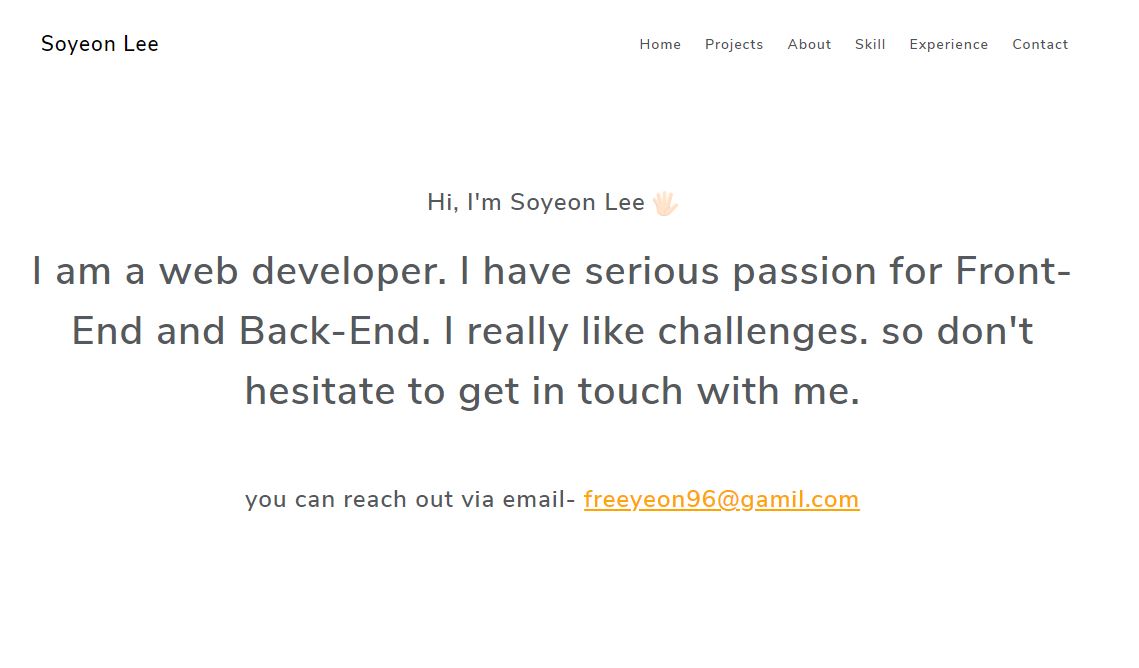 Soyeon Lee
Home Projects About Skill Experience Contact
Hi, I'm Soyeon Lee 🖐🏻
I am a web developer. I have serious passion for Front-
End and Back-End. I really like challenges. so don't
hesitate to get in touch with me.
you can reach out via email- freeyeon96@gamil.com